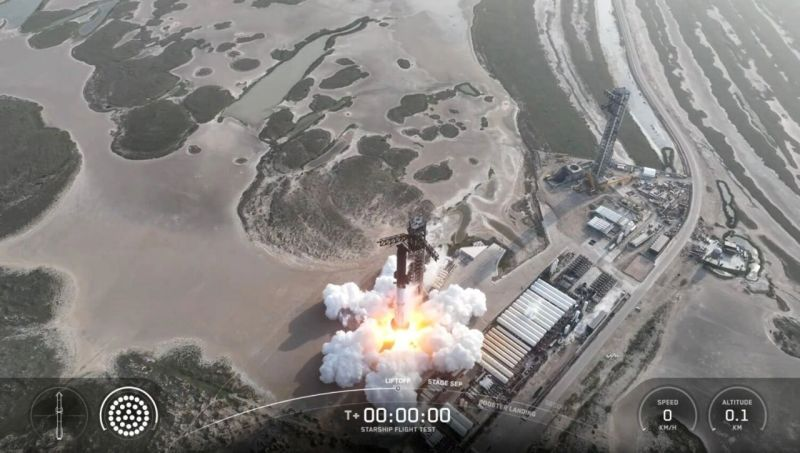 LIFTOFF
STAGE SEP
BOOSTER LANDING
T+ 00:00:00
STARSHIP FLIGHT TEST
SPEED
0
KM/H
ALTITUDE
0.1
KM